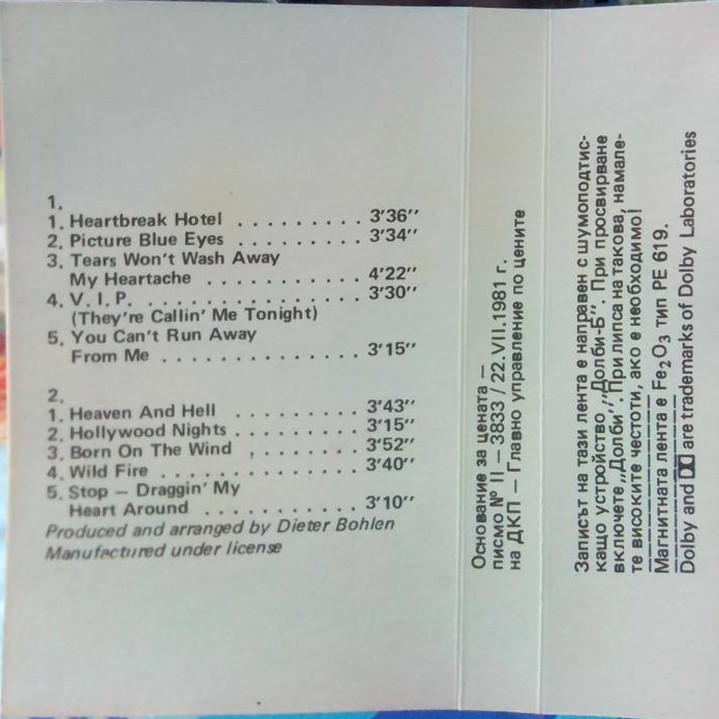 1.
1. Heartbreak Hotel . . . . . . . . . 3'36''
2. Picture Blue Eyes . . . . . . . . . 3'34''
3. Tears Won't Wash Away
My Heartache . . . . . . . . . . . 4'22''
4. V. I. P. . . . . . . . . . . . . . . . 3'30''
(They're Callin' Me Tonight)
5. You Can't Run Away
From Me . . . . . . . . . . . . . . 3'15''
2.
1. Heaven And Hell . . . . . . . . . 3'43''
2. Hollywood Nights . . . . . . . . . 3'15''
3. Born On The Wind . . . . . . . . 3'52''
4. Wild Fire . . . . . . . . . . . . . . . 3'40''
5. Stop – Draggin' My
Heart Around . . . . . . . . . . . 3'10''
Produced and arranged by Dieter Bohlen
Manufactured under license
Основание за цената –
писмо № II – 3833 / 22. VII. 1981 г.
на ДКП – Главно управление по цените
Записът на тази лента е направен с шумоподтис-
кащо устройство „Долби-Б''. При просвирване
включете „Долби''. При липса на такова, намале-
те високите честоти, ако е необходимо!
Магнитната лента е Fe2O3 тип PE 619.
Dolby and are trademarks of Dolby Laboratories